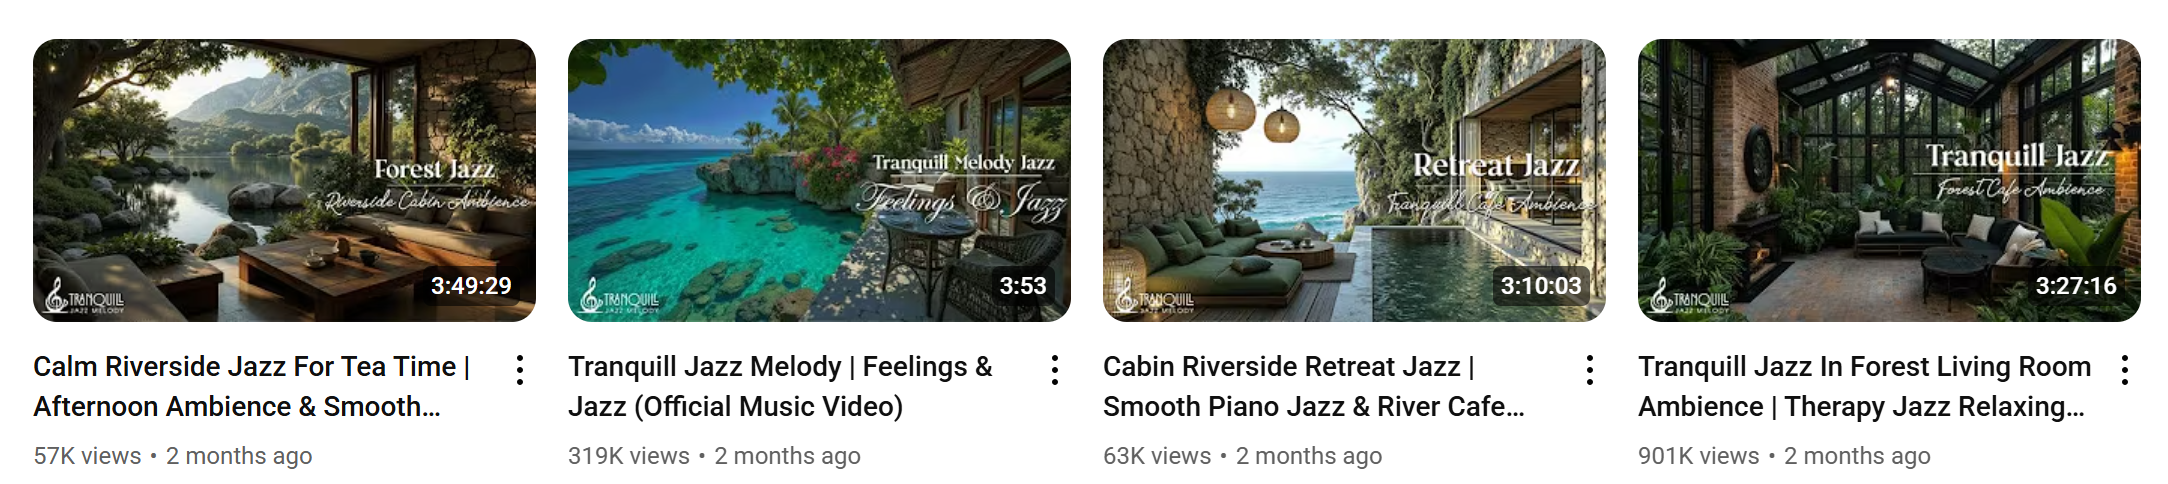 Forest Jazz
Riverside Cabin Ambience
TRANQUILL
JAZZ MELODY
3:49:29
Calm Riverside Jazz For Tea Time |
Afternoon Ambience & Smooth...
57K views • 2 months ago
Tranquill Melody Jazz
Feelings & Jazz
TRANQUILL
JAZZ MELODY
3:53
Tranquill Jazz Melody | Feelings &
Jazz (Official Music Video)
319K views • 2 months ago
Retreat Jazz
Tranquill Cafe Ambience
TRANQUILL
JAZZ MELODY
3:10:03
Cabin Riverside Retreat Jazz |
Smooth Piano Jazz & River Cafe...
63K views • 2 months ago
Tranquill Jazz
Forest Cafe Ambience
TRANQUILL
JAZZ MELODY
3:27:16
Tranquill Jazz In Forest Living Room
Ambience | Therapy Jazz Relaxing...
901K views • 2 months ago